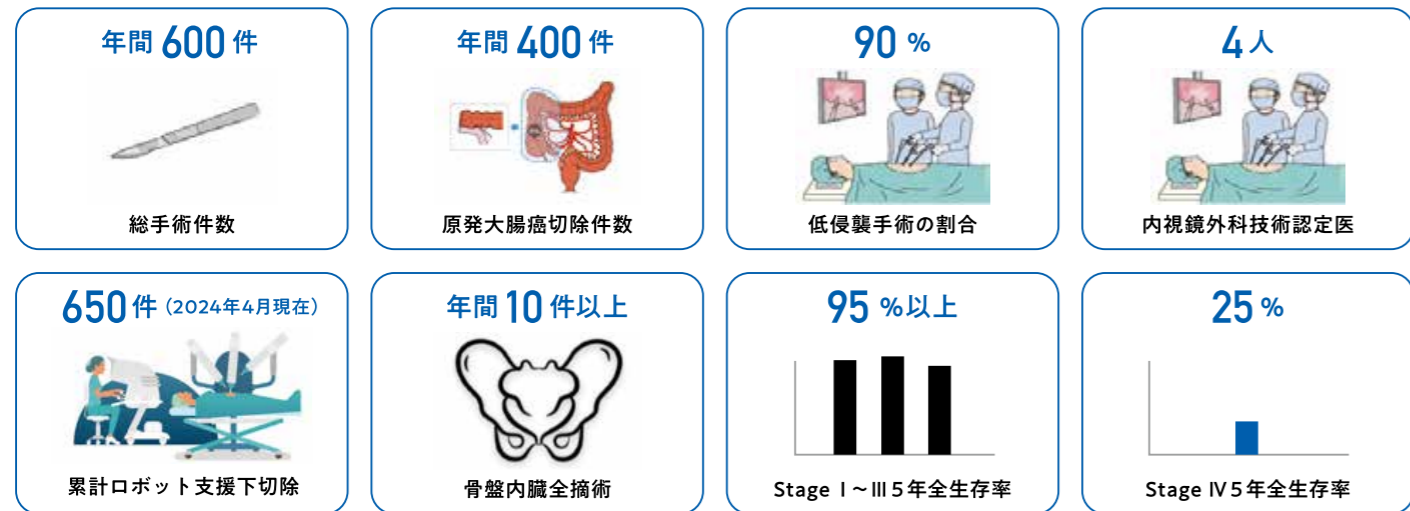 年間 600 件
総手術件数
年間 400 件
原発大腸癌切除件数
90 %
低侵襲手術の割合
4人
内視鏡外科技術認定医
650 件 (2024年4月現在)
累計ロボット支援下切除
年間 10 件以上
骨盤内臓全摘術
95 %以上
Stage Ⅰ～Ⅲ 5年全生存率
25 %
Stage Ⅳ 5年全生存率